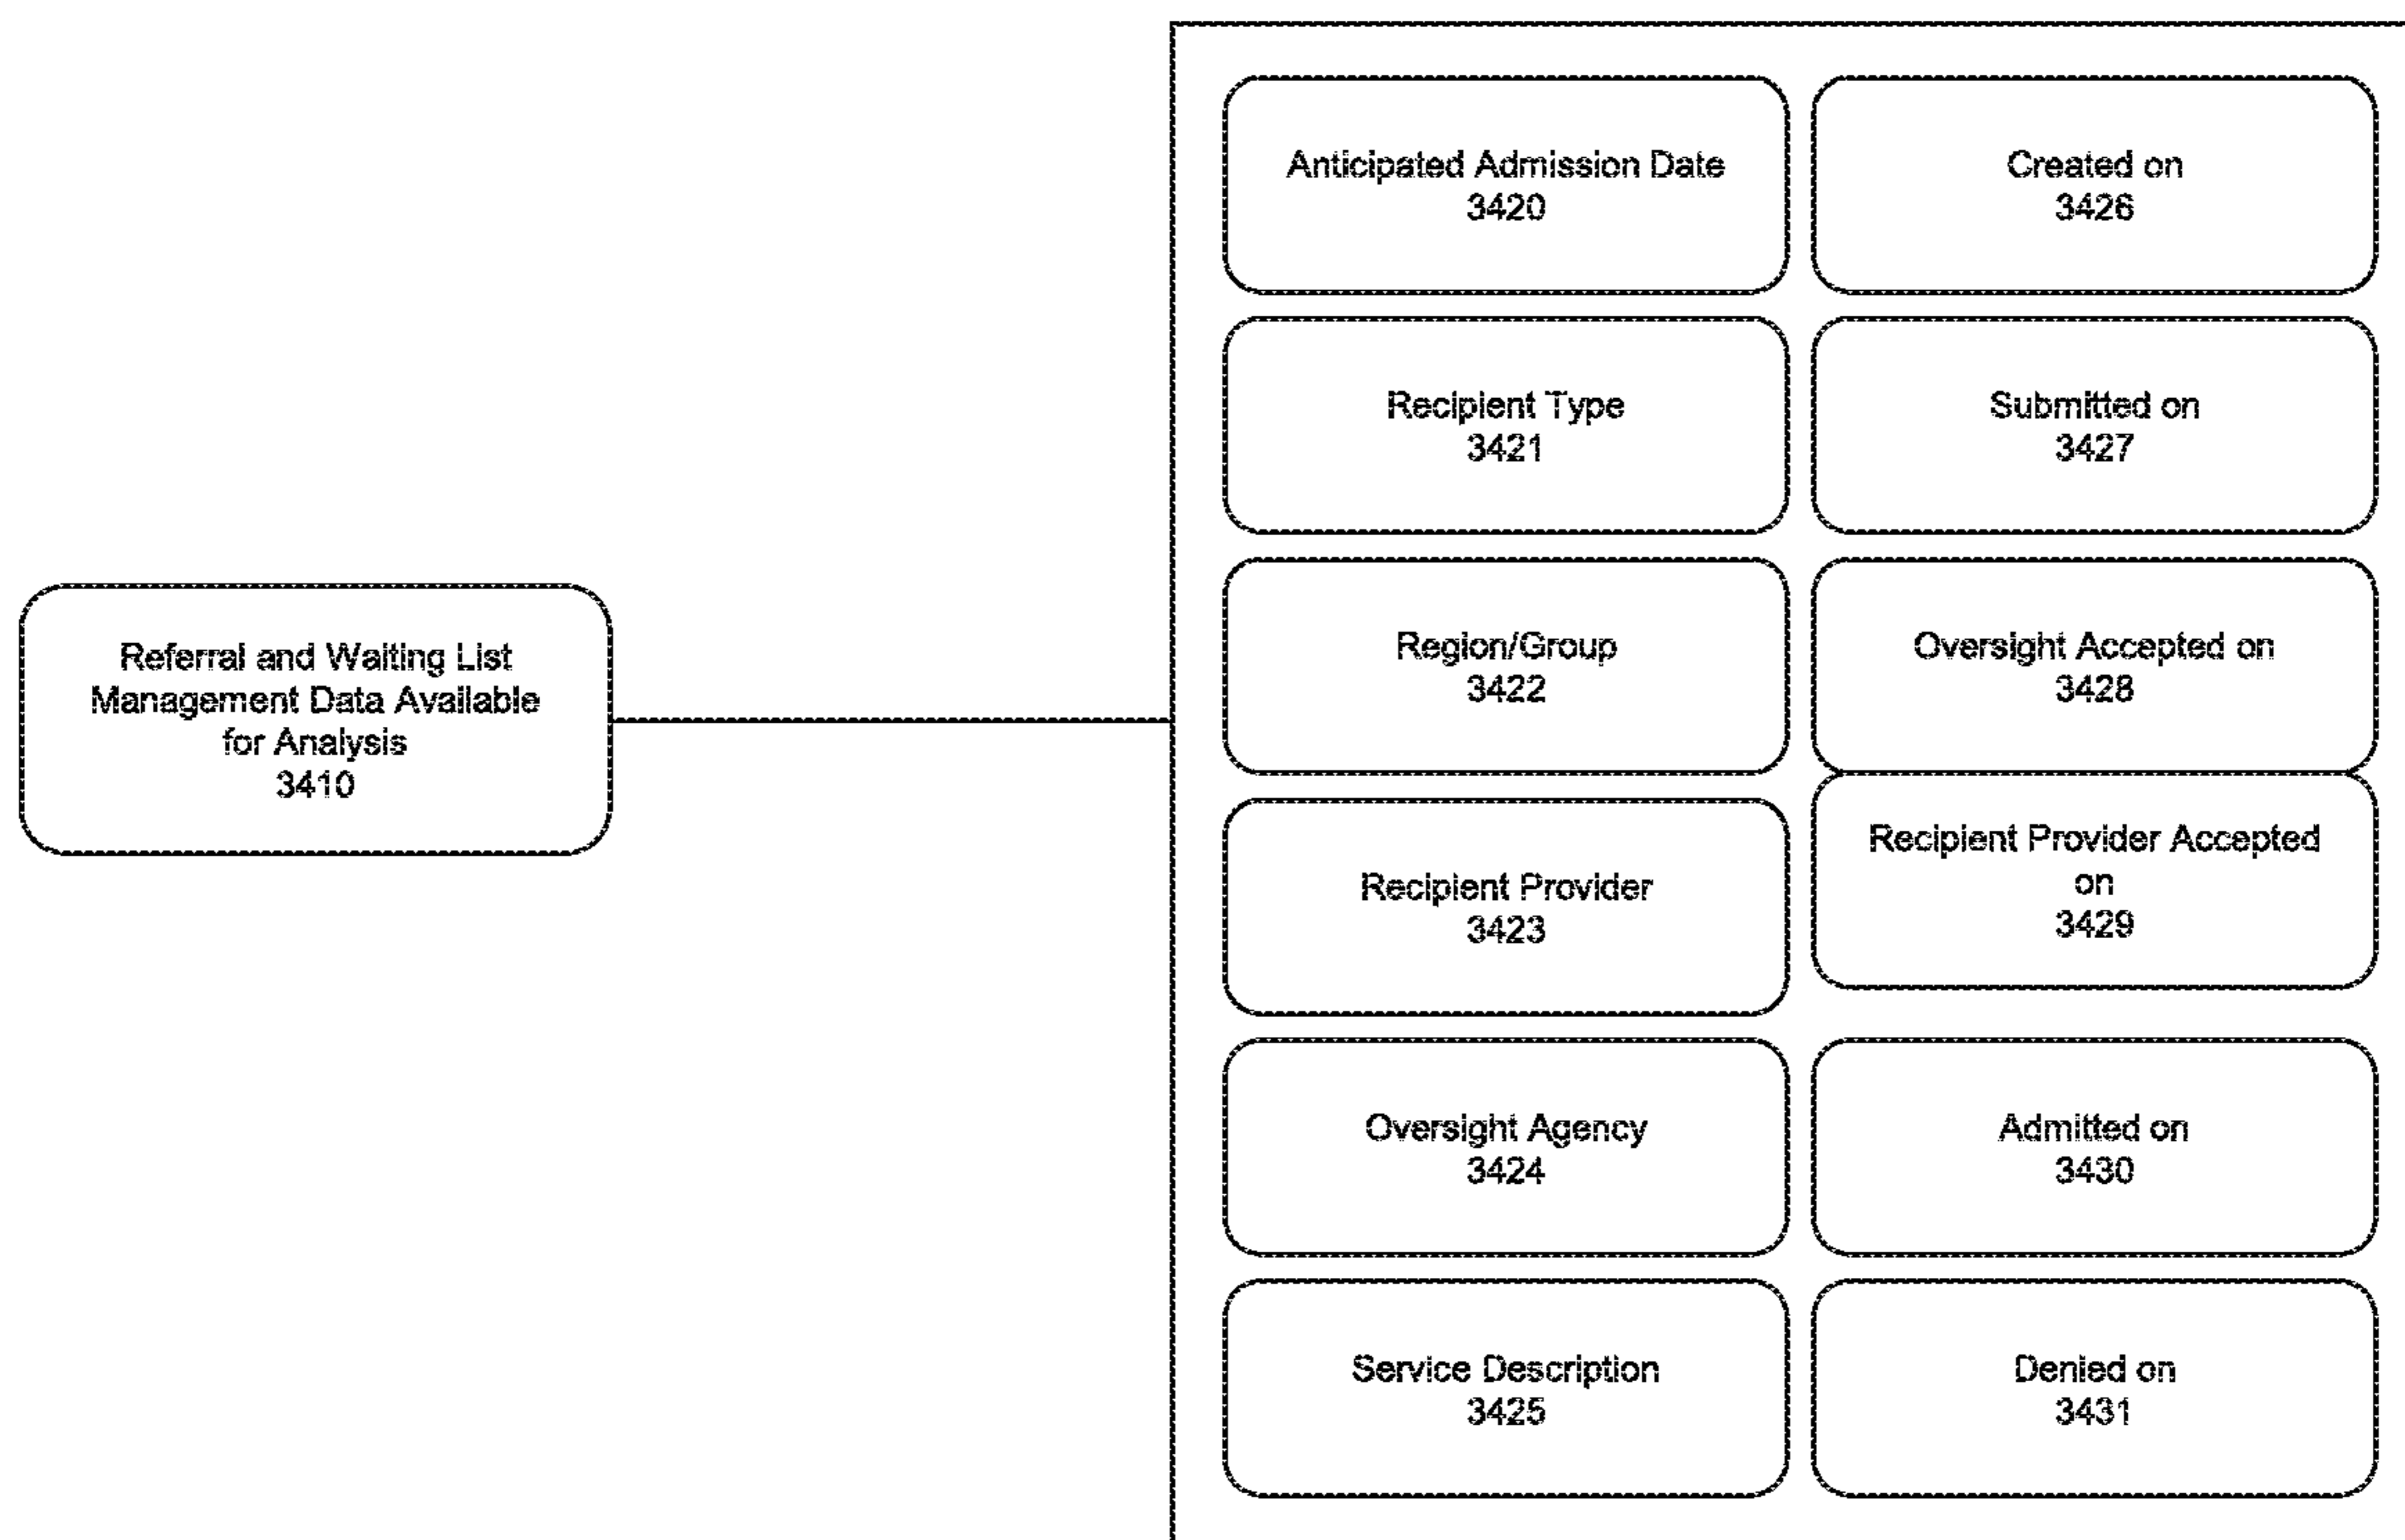 Referral and Waiting List
Management Data Available
for Analysis
3410
Anticipated Admission Date
3420
Recipient Type
3421
Region/Group
3422
Recipient Provider
3423
Oversight Agency
3424
Service Description
3425
Created on
3426
Submitted on
3427
Oversight Accepted on
3428
Recipient Provider Accepted
on
3429
Admitted on
3430
Denied on
3431